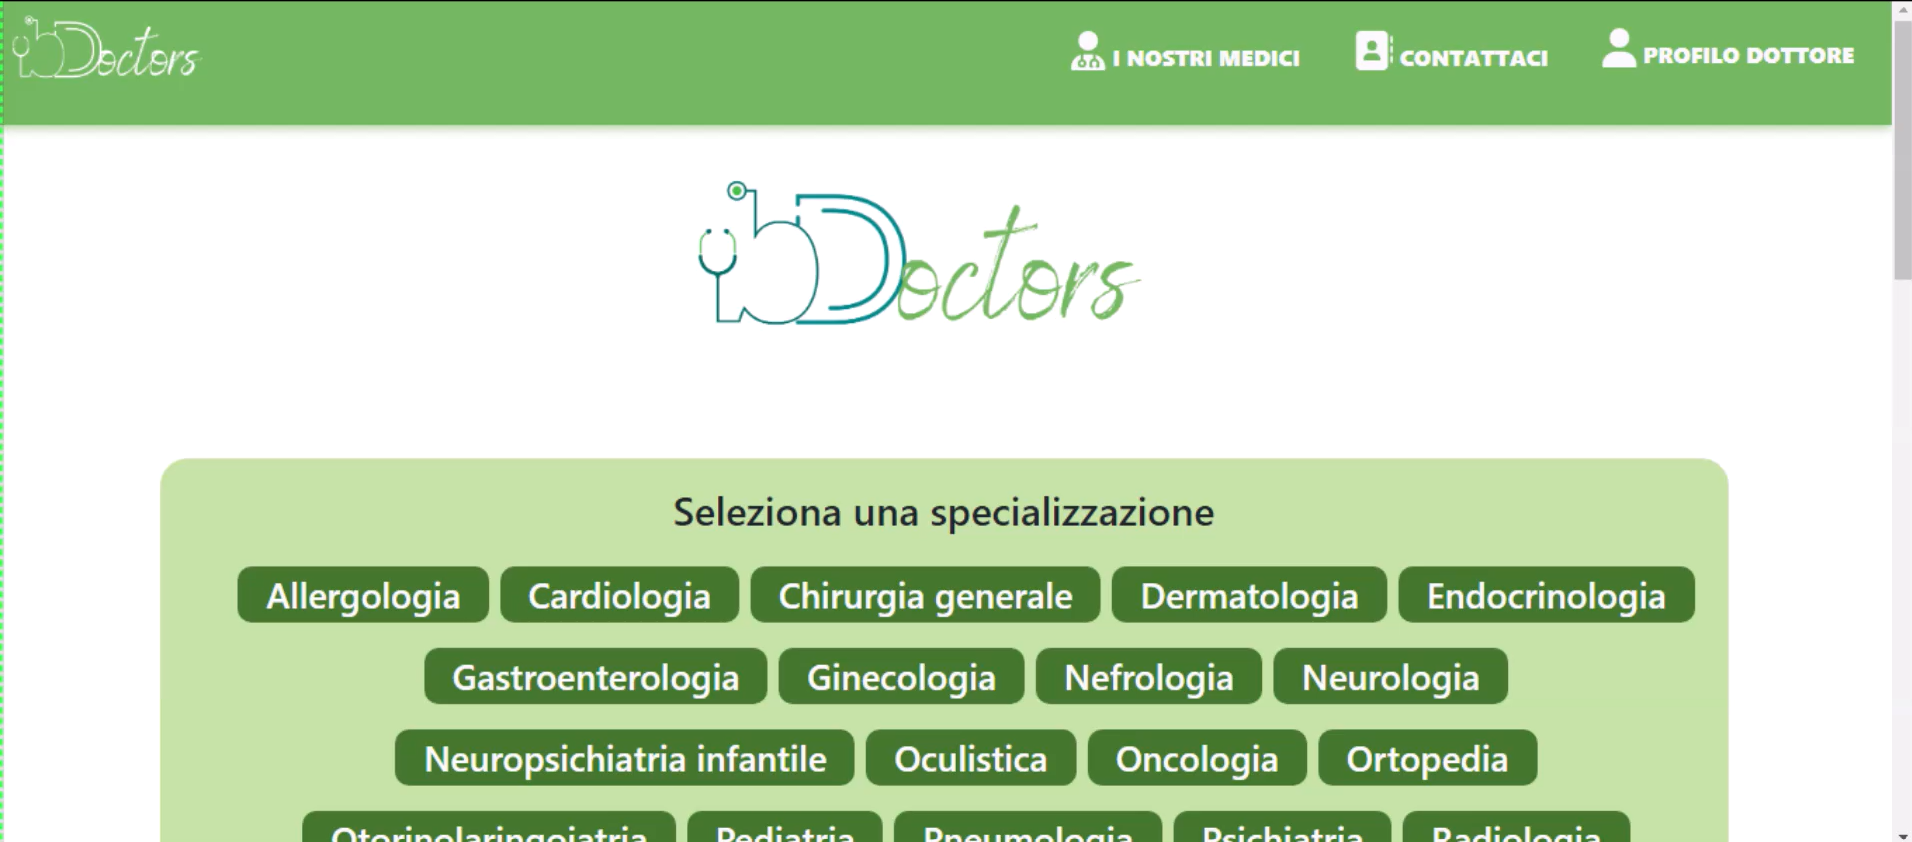 bDoctors
I NOSTRI MEDICI
CONTATTACI
PROFILO DOTTORE
bDoctors
Seleziona una specializzazione
Allergologia Cardiologia Chirurgia generale Dermatologia Endocrinologia
Gastroenterologia Ginecologia Nefrologia Neurologia
Neuropsichiatria infantile Oculistica Oncologia Ortopedia
Otorinolaringoiatria Pediatria Pneumologia Psichiatria Radiologia